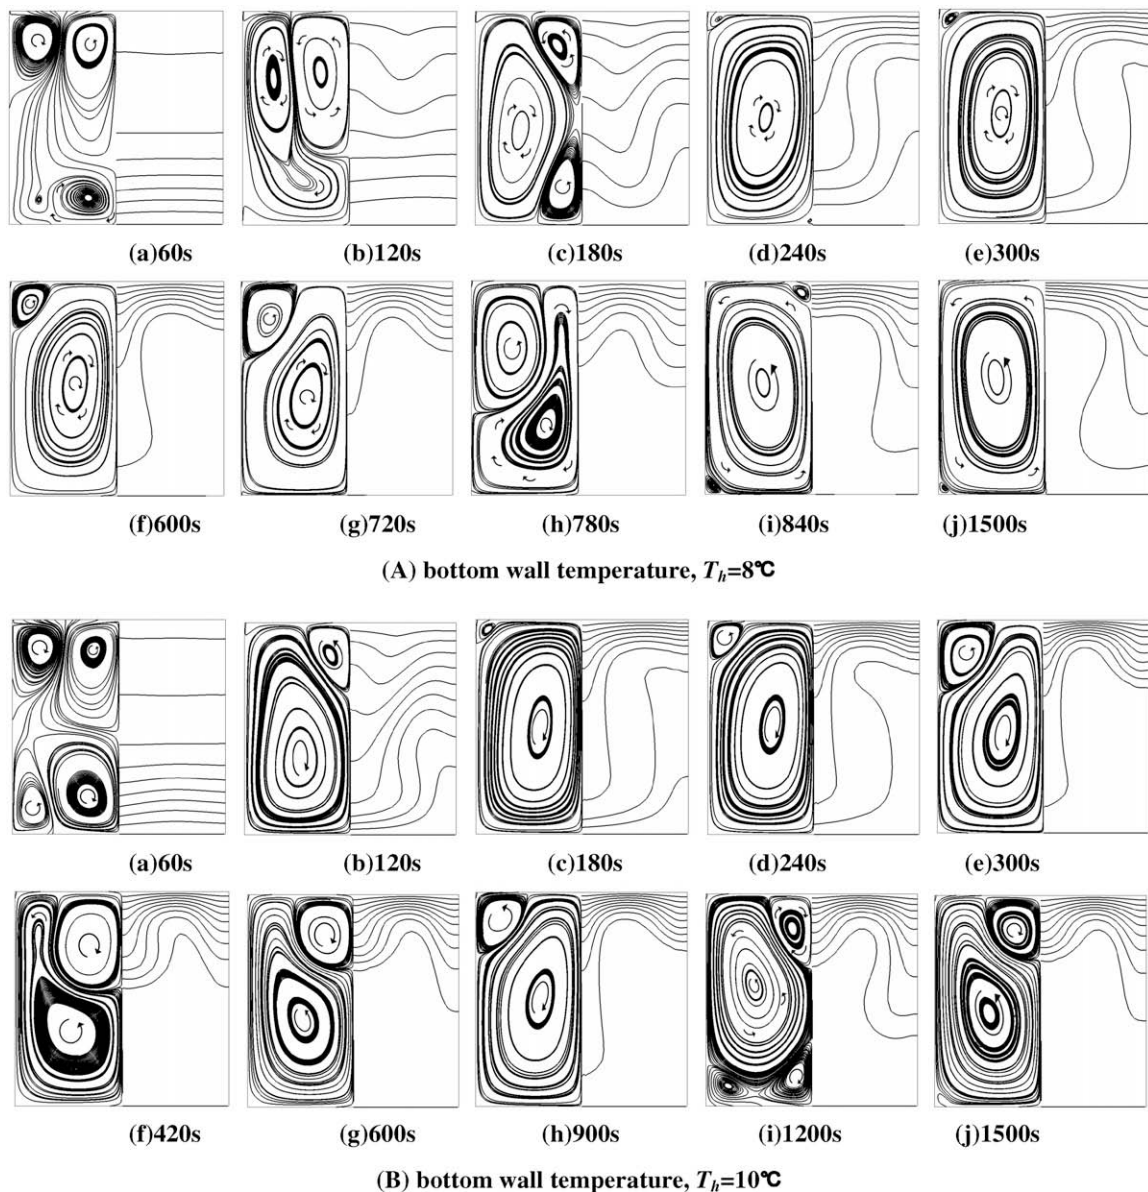 (a)60s (b)120s (c)180s (d)240s (e)300s
(f)600s (g)720s (h)780s (i)840s (j)1500s
(A) bottom wall temperature, Th=8℃
(a)60s (b)120s (c)180s (d)240s (e)300s
(f)420s (g)600s (h)900s (i)1200s (j)1500s
(B) bottom wall temperature, Th=10℃